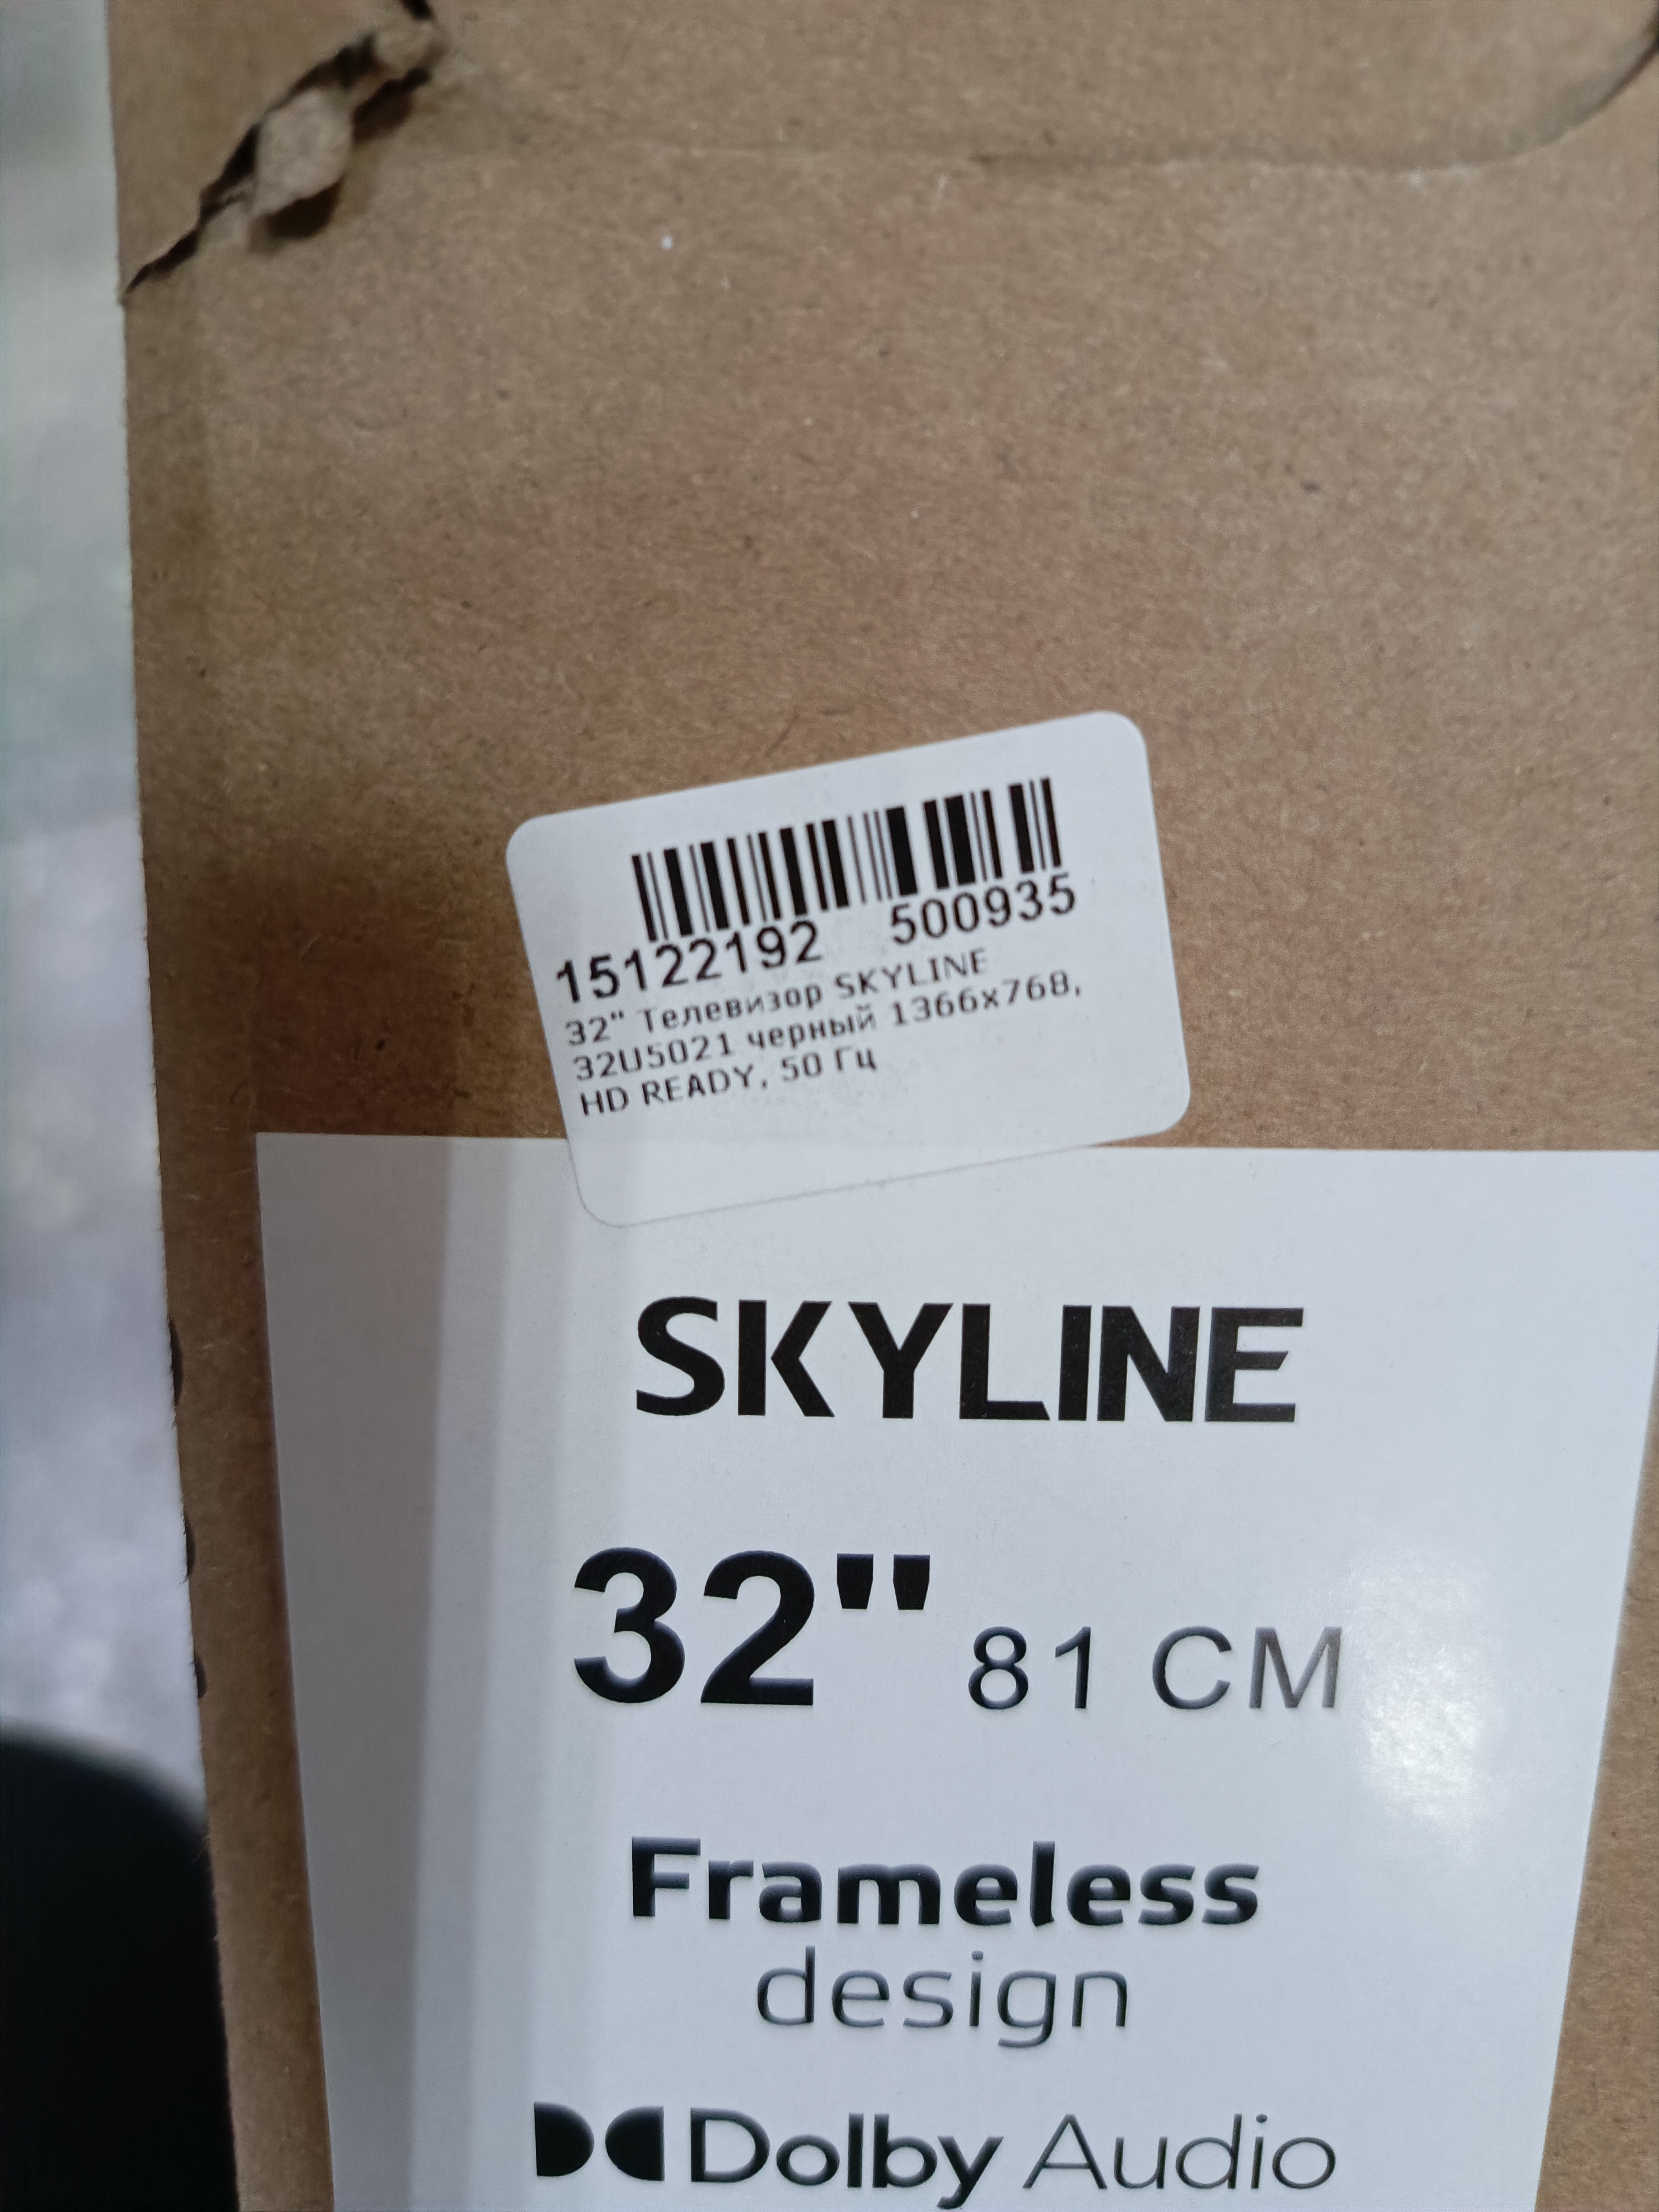 15122192 500935
32" Телевизор SKYLINE
32U5021 черный 1366x768,
HD READY, 50 Гц
SKYLINE
32" 81 CM
Frameless
design
Dolby Audio